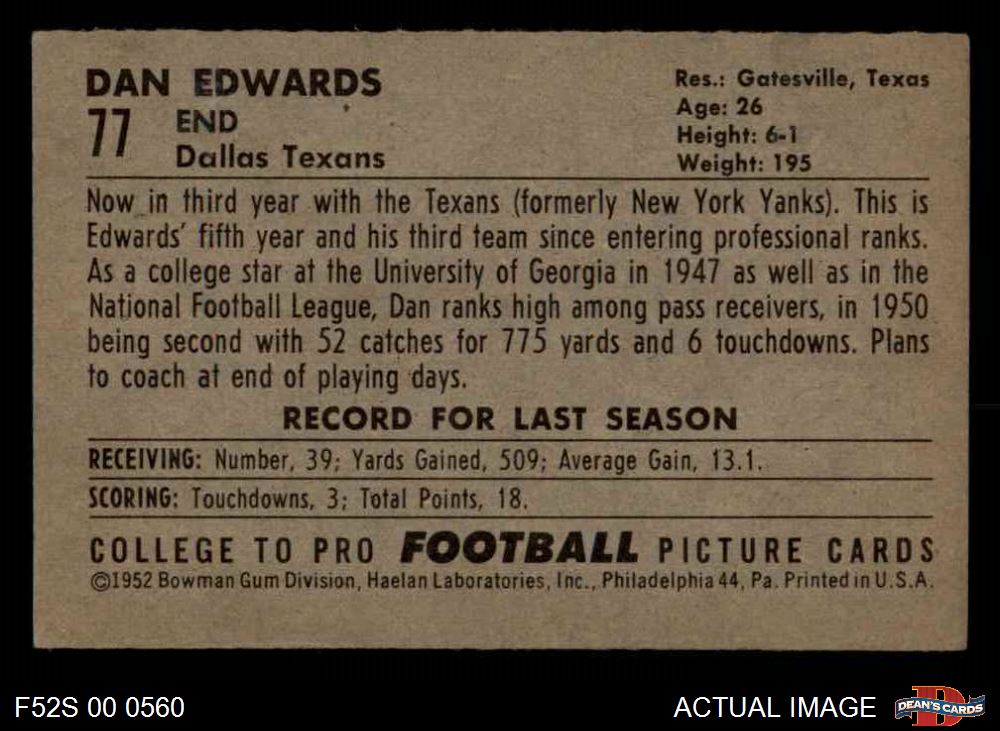 DAN EDWARDS
77
END
Dallas Texans
Res.: Gatesville, Texas
Age: 26
Height: 6-1
Weight: 195
Now in third year with the Texans (formerly New York Yanks). This is
Edwards' fifth year and his third team since entering professional ranks.
As a college star at the University of Georgia in 1947 as well as in the
National Football League, Dan ranks high among pass receivers, in 1950
being second with 52 catches for 775 yards and 6 touchdowns. Plans
to coach at end of playing days.
RECORD FOR LAST SEASON
RECEIVING: Number, 39; Yards Gained, 509; Average Gain, 13.1.
SCORING: Touchdowns, 3; Total Points, 18.
COLLEGE TO PRO FOOTBALL PICTURE CARDS
©1952 Bowman Gum Division, Haelan Laboratories, Inc., Philadelphia 44, Pa. Printed in U.S.A.
F52S 00 0560
ACTUAL IMAGE
D
DEAN'S CARDS